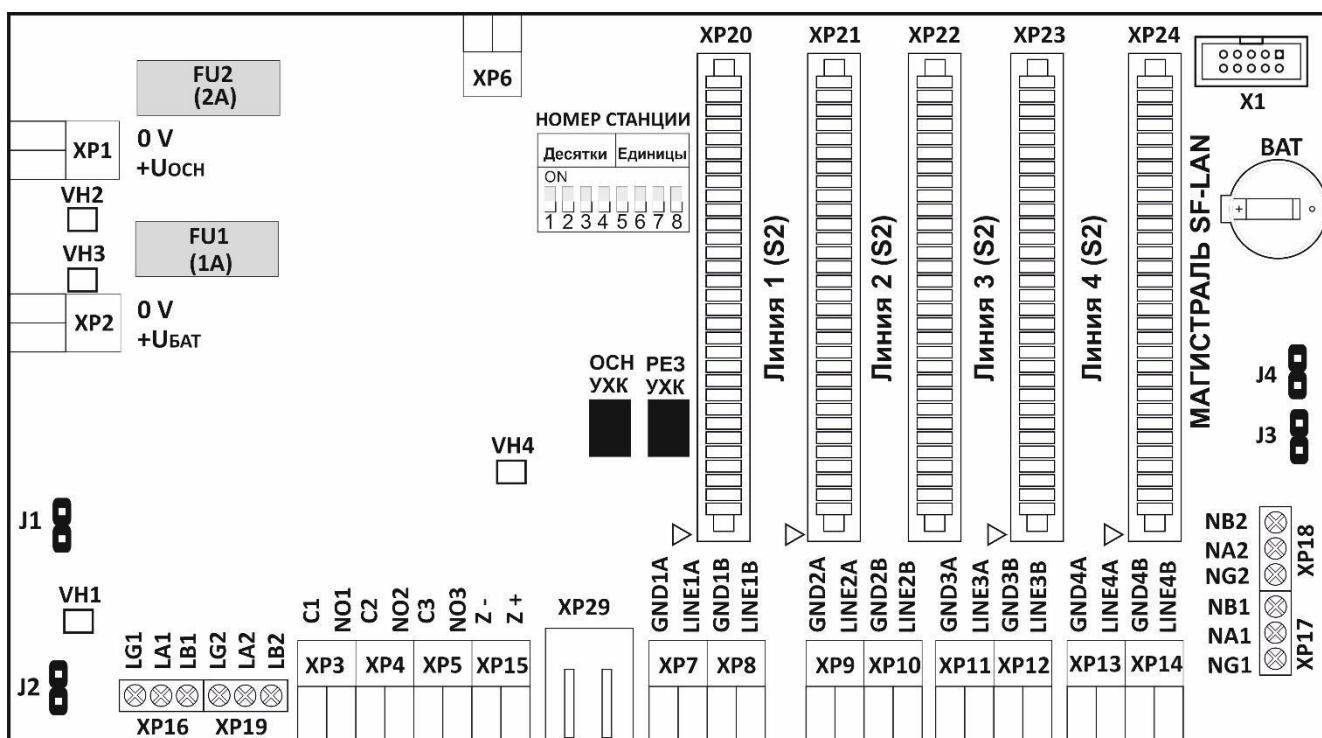 XP20 XP21 XP22 XP23 XP24
FU2
(2A)
XP6
X1
НОМЕР СТАНЦИИ
Десятки Единицы
ON
1 2 3 4 5 6 7 8
XP1
0 V
+UОСН
BAT
+
VH2
FU1
(1A)
VH3
XP2
0 V
+UБАТ
Линия 1 (S2)
Линия 2 (S2)
Линия 3 (S2)
Линия 4 (S2)
МАГИСТРАЛЬ SF-LAN
ОСН
УХК
РЕЗ
УХК
J4
J3
VH4
J1
NB2
NA2
NG2
XP18
NB1
NA1
NG1
XP17
VH1
J2
LG1
LA1
LB1
LG2
LA2
LB2
XP16 XP19
C1
NO1
C2
NO2
C3
NO3
Z -
Z +
XP3 XP4 XP5 XP15
XP29
GND1A
LINE1A
GND1B
LINE1B
XP7 XP8
GND2A
LINE2A
GND2B
LINE2B
XP9 XP10
GND3A
LINE3A
GND3B
LINE3B
XP11 XP12
GND4A
LINE4A
GND4B
LINE4B
XP13 XP14